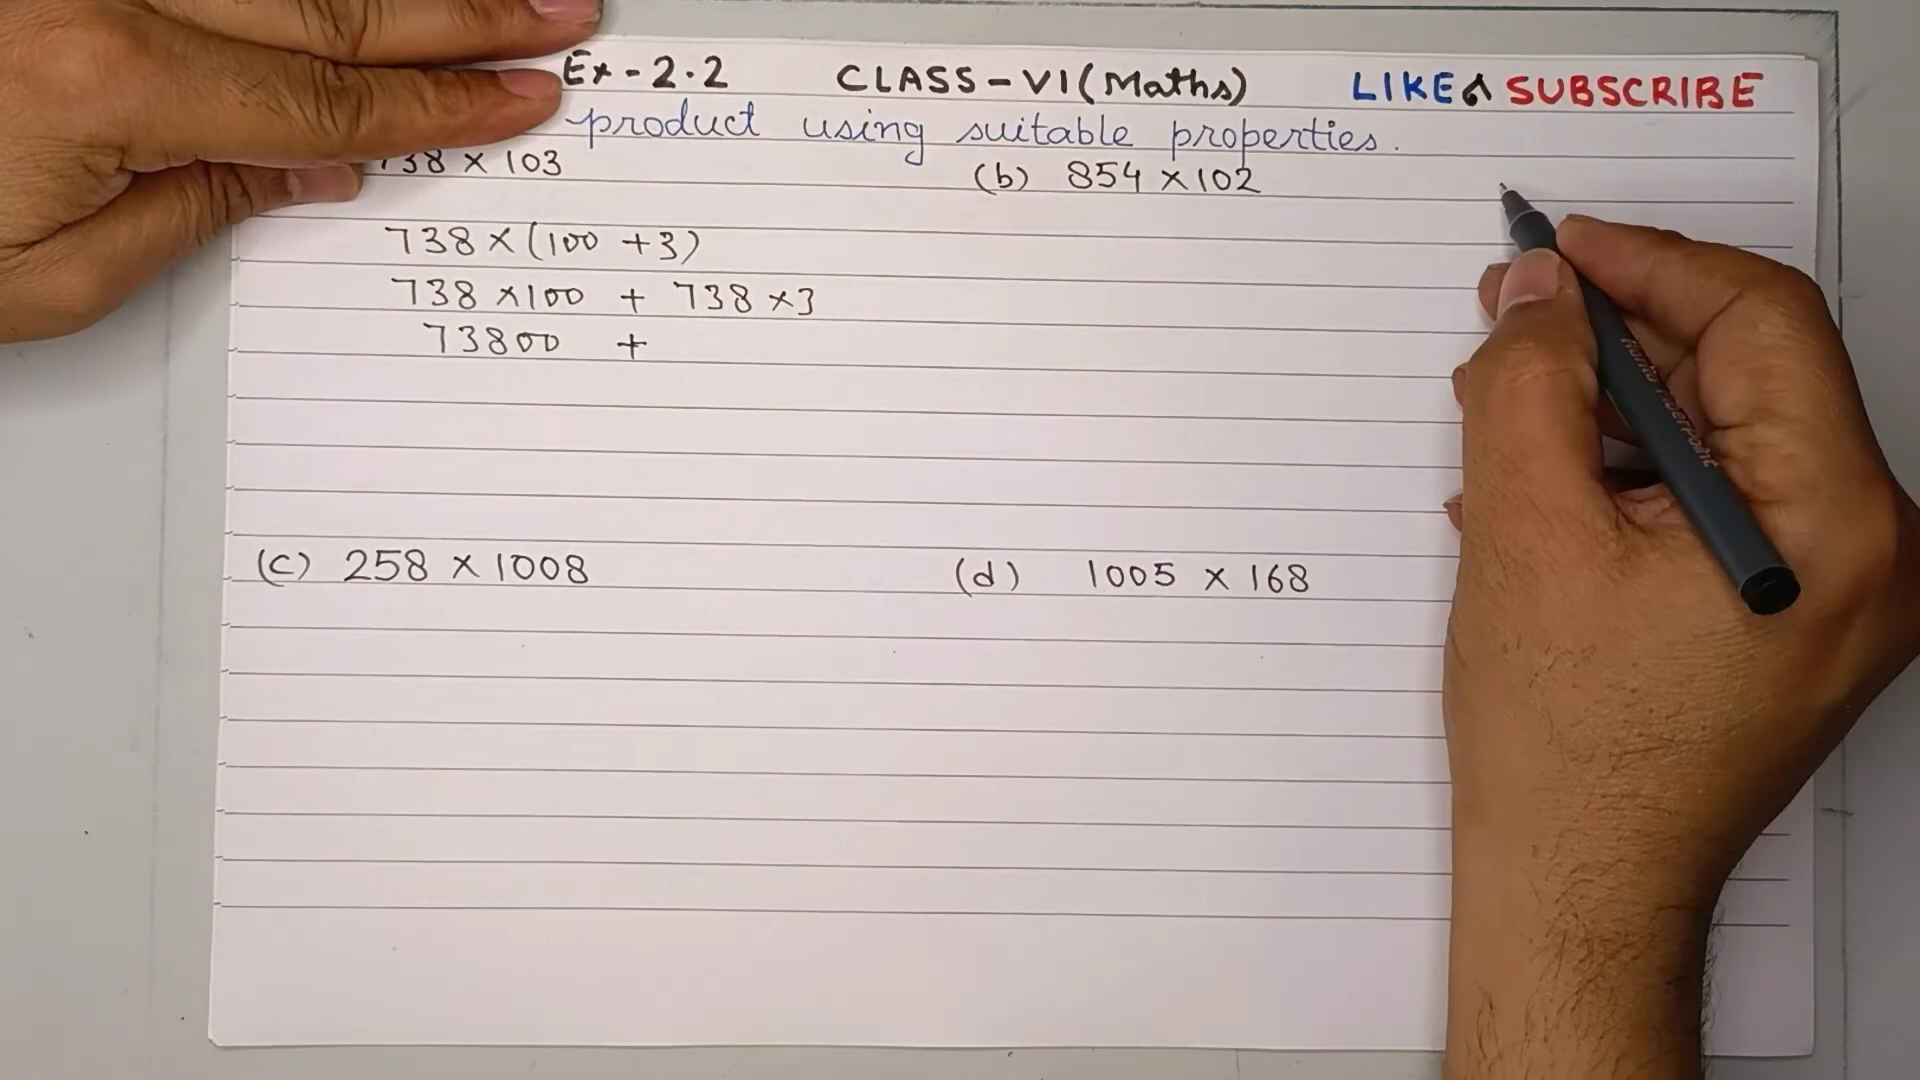 Ex-2.2 CLASS-VI (Maths) LIKE & SUBSCRIBE
product using suitable properties.
738 × 103 (b) 854 × 102
738 × (100 + 3)
738 × 100 + 738 × 3
73800 +
(c) 258 × 1008 (d) 1005 × 168